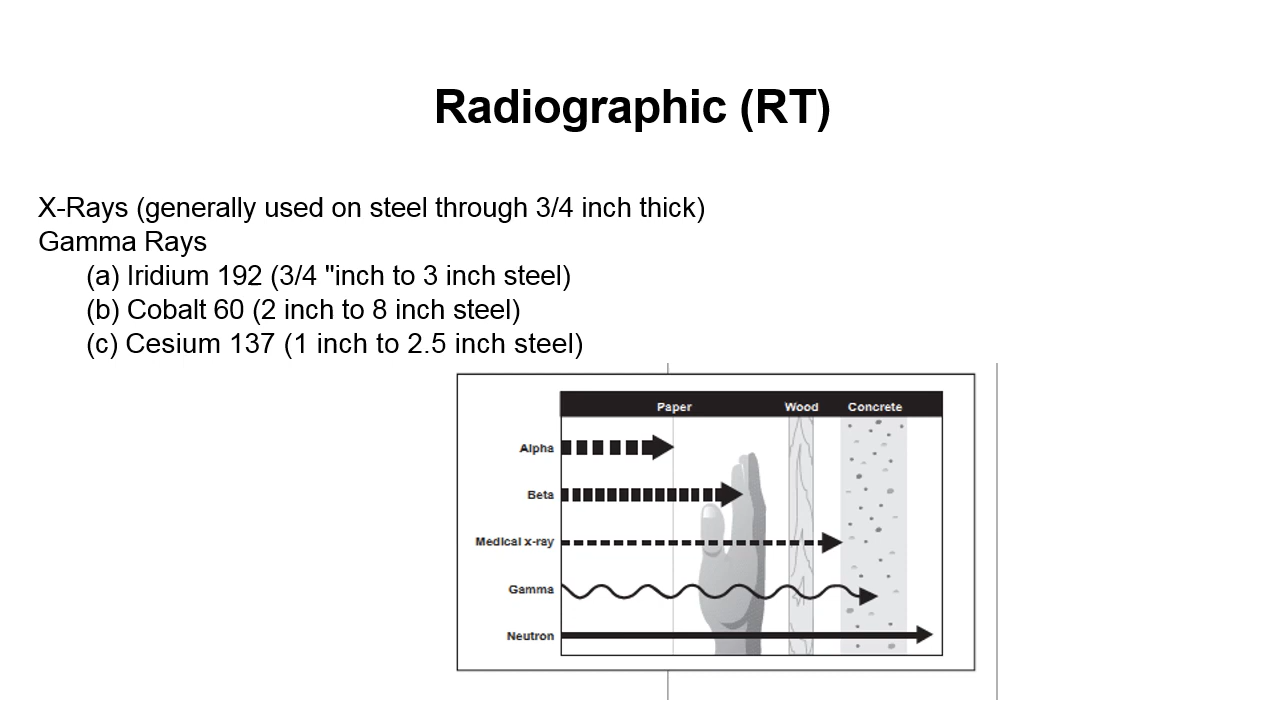 Radiographic (RT)
X-Rays (generally used on steel through 3/4 inch thick)
Gamma Rays
(a) Iridium 192 (3/4 "inch to 3 inch steel)
(b) Cobalt 60 (2 inch to 8 inch steel)
(c) Cesium 137 (1 inch to 2.5 inch steel)
Paper Wood Concrete
Alpha
Beta
Medical x-ray
Gamma
Neutron